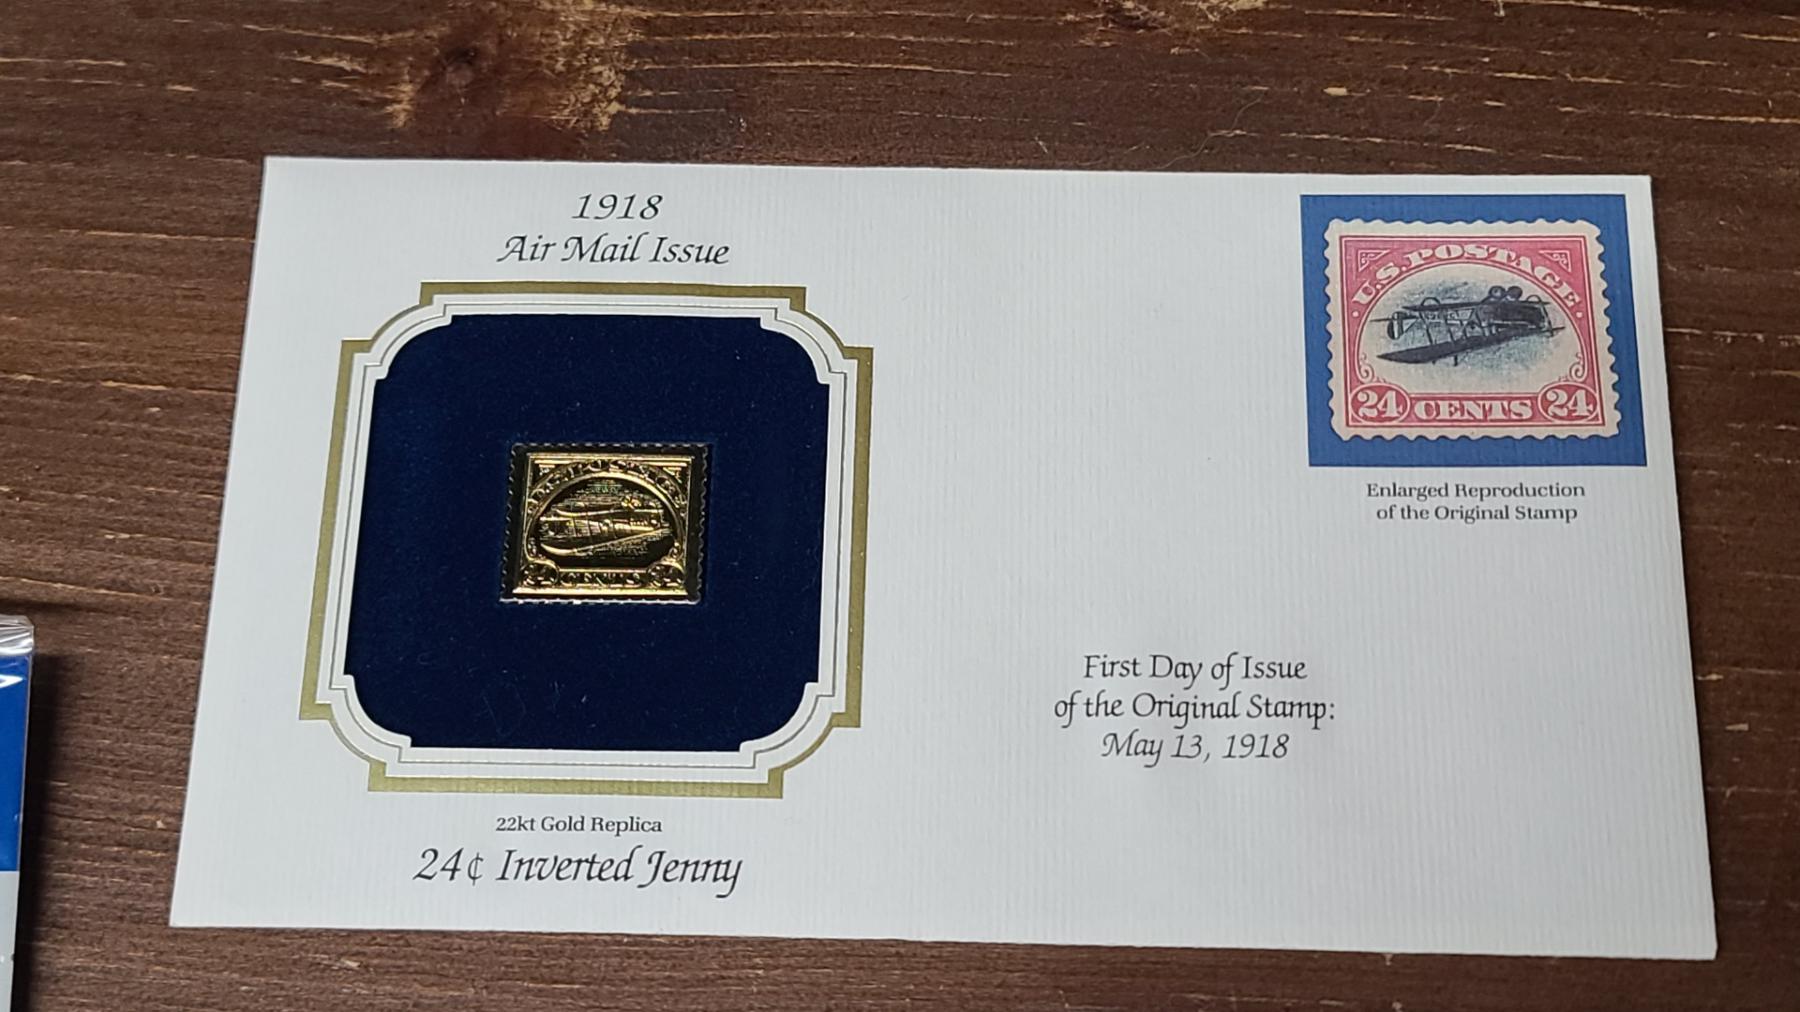 1918
Air Mail Issue
U.S. POSTAGE
24 CENTS 24
Enlarged Reproduction
of the Original Stamp
CENTS
First Day of Issue
of the Original Stamp:
May 13, 1918
22kt Gold Replica
24¢ Inverted Jenny